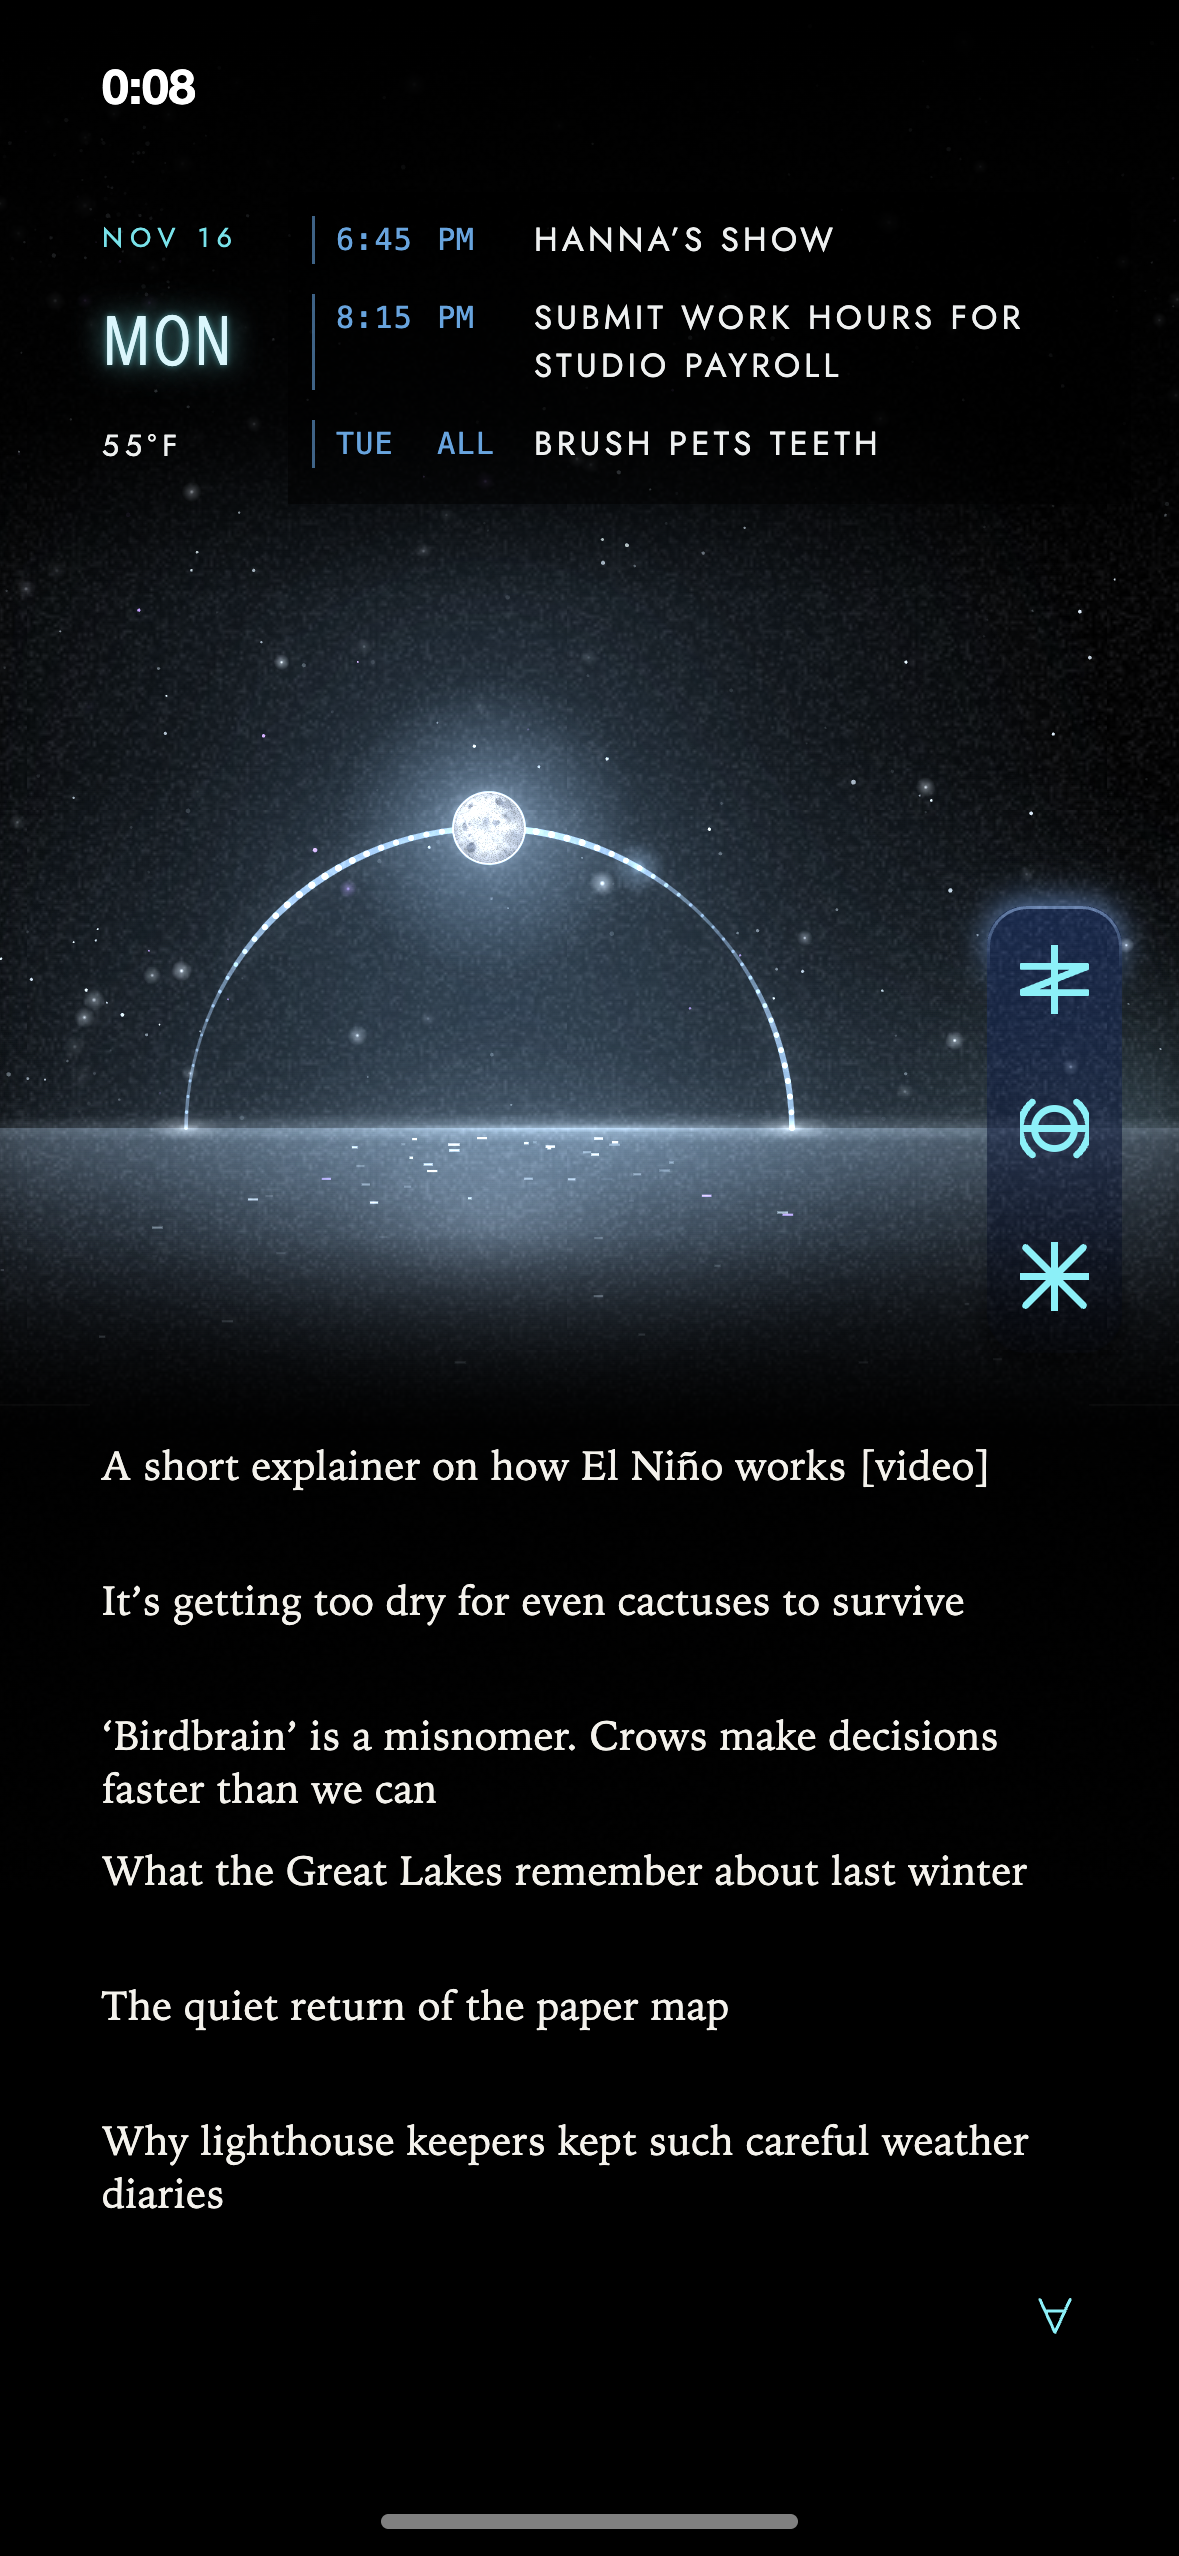 0:08
NOV 16
MON
55°F
6:45 PM HANNA’S SHOW
8:15 PM SUBMIT WORK HOURS FOR
STUDIO PAYROLL
TUE ALL BRUSH PETS TEETH
A short explainer on how El Niño works [video]
It’s getting too dry for even cactuses to survive
‘Birdbrain’ is a misnomer. Crows make decisions
faster than we can
What the Great Lakes remember about last winter
The quiet return of the paper map
Why lighthouse keepers kept such careful weather
diaries